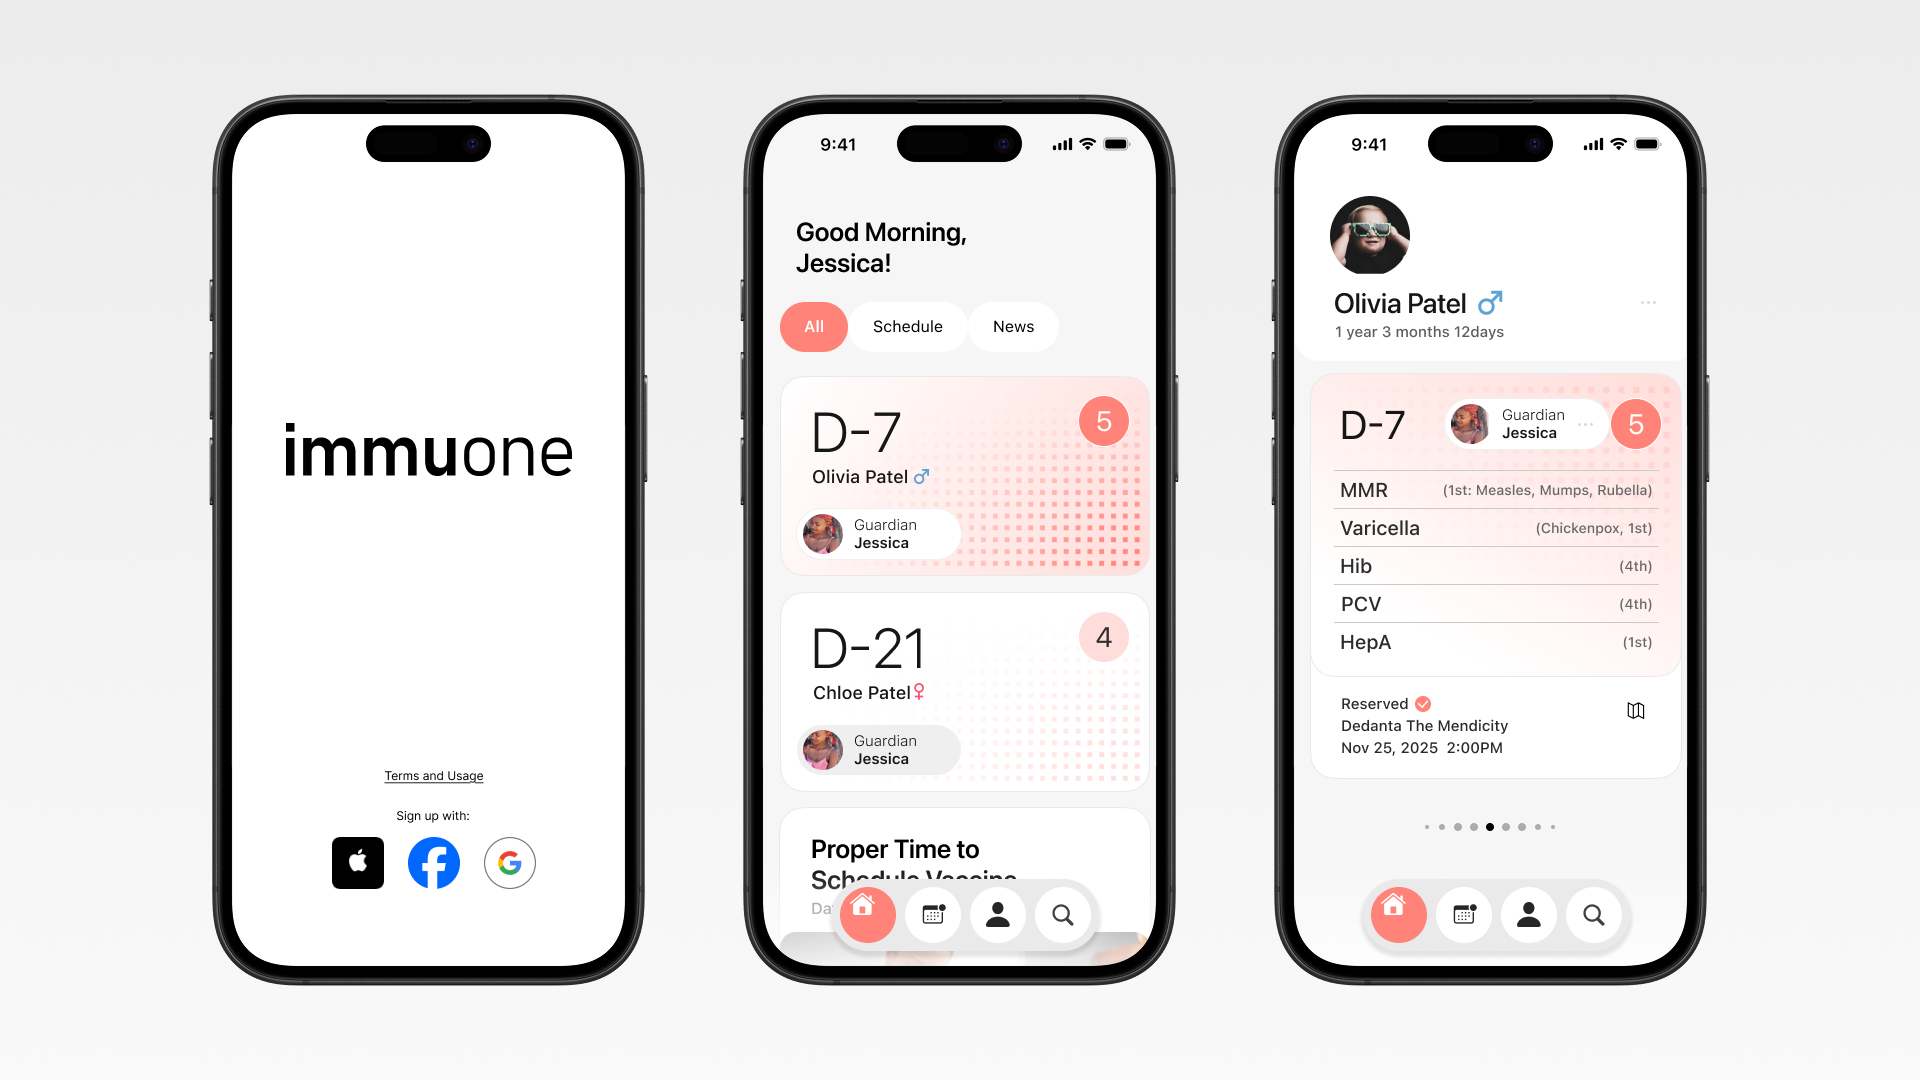 immuone
Terms and Usage
Sign up with:
9:41
Good Morning,
Jessica!
All
Schedule
News
D-7
5
Olivia Patel ♂
Guardian
Jessica
D-21
4
Chloe Patel♀
Guardian
Jessica
Proper Time to
Schedule Vaccine
9:41
Olivia Patel ♂
1 year 3 months 12days
D-7
Guardian
Jessica
5
MMR (1st: Measles, Mumps, Rubella)
Varicella (Chickenpox, 1st)
Hib (4th)
PCV (4th)
HepA (1st)
Reserved
Dedanta The Mendicity
Nov 25, 2025 2:00PM